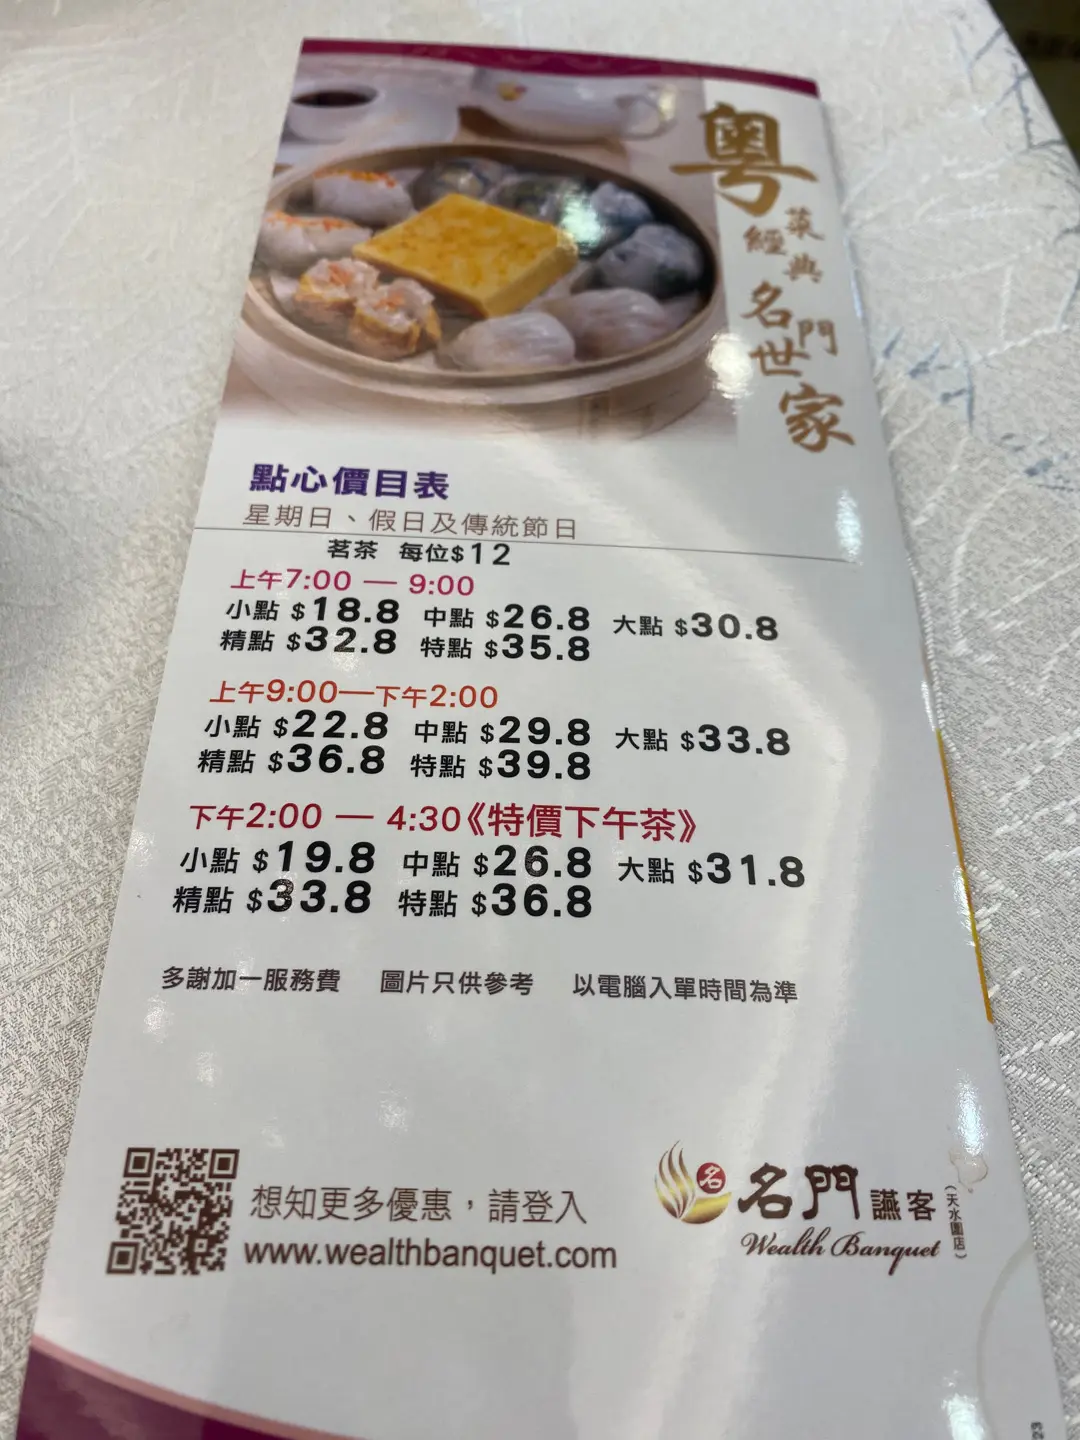 粵
菜
經典
名門
世家
點心價目表
星期日、假日及傳統節日
茗茶 每位$12
上午7:00 — 9:00
小點 $18.8 中點 $26.8 大點 $30.8
精點 $32.8 特點 $35.8
上午9:00—下午2:00
小點 $22.8 中點 $29.8 大點 $33.8
精點 $36.8 特點 $39.8
下午2:00 — 4:30《特價下午茶》
小點 $19.8 中點 $26.8 大點 $31.8
精點 $33.8 特點 $36.8
多謝加一服務費 圖片只供參考 以電腦入單時間為準
想知更多優惠,請登入
www.wealthbanquet.com
名
名門讌客
(天水圍店)
Wealth Banquet
23